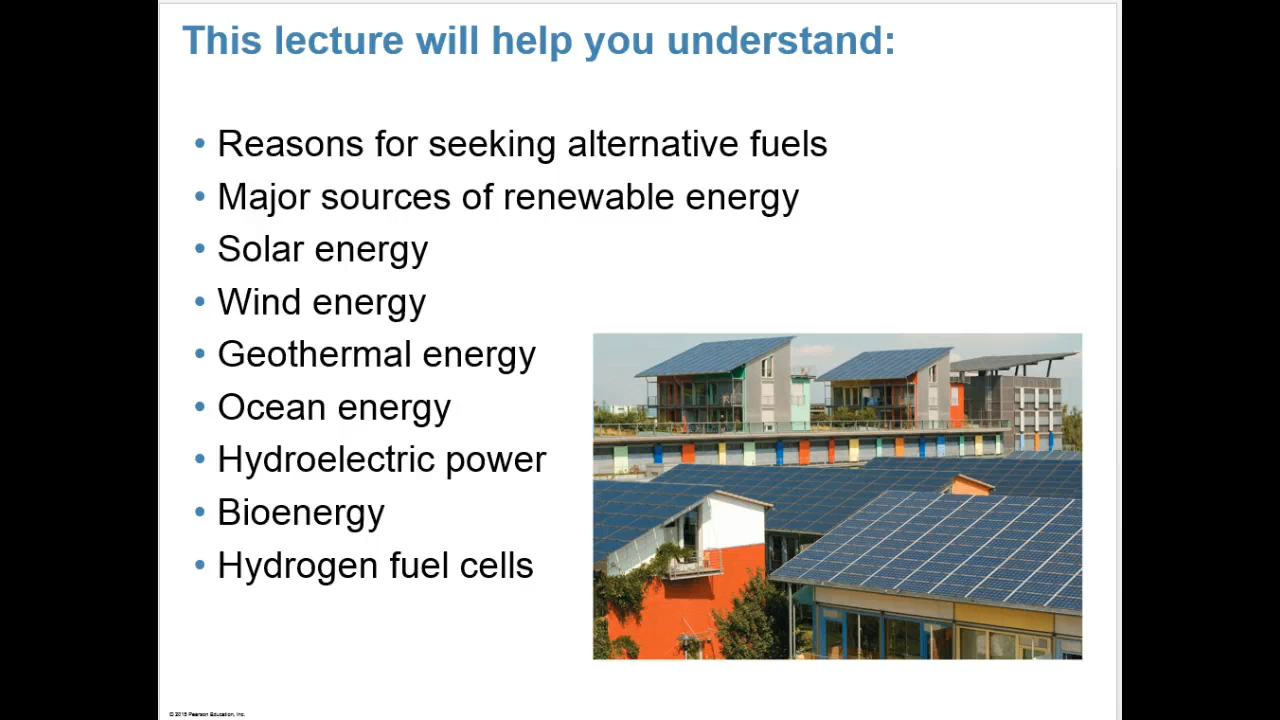 This lecture will help you understand:
• Reasons for seeking alternative fuels
• Major sources of renewable energy
• Solar energy
• Wind energy
• Geothermal energy
• Ocean energy
• Hydroelectric power
• Bioenergy
• Hydrogen fuel cells
© 2015 Pearson Education, Inc.